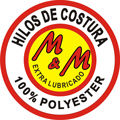 HILOS DE COSTURA
M & M
EXTRA LUBRICADO
100% POLYESTER